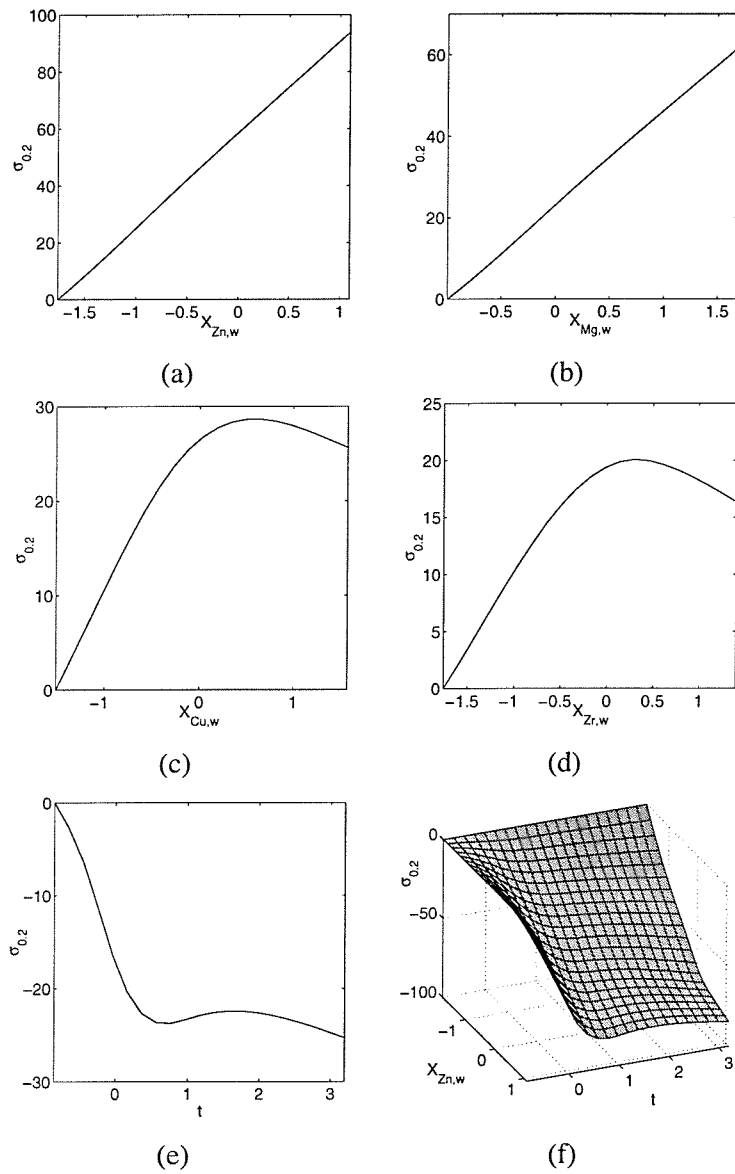 100
80
60
σ0.2
40
20
0
-1.5 -1 -0.5 0 0.5 1
XZn,w
(a)
60
40
σ0.2
20
0
-0.5 0 0.5 1 1.5
XMg,w
(b)
30
20
σ0.2
10
0
-1 0 1
XCu,w
(c)
25
20
15
σ0.2
10
5
0
-1.5 -1 -0.5 0 0.5 1
XZr,w
(d)
0
-10
σ0.2
-20
-30
0 1 2 3
t
(e)
0
σ0.2
-50
-100
-1
0
1
XZn,w
0 1 2 3
t
(f)